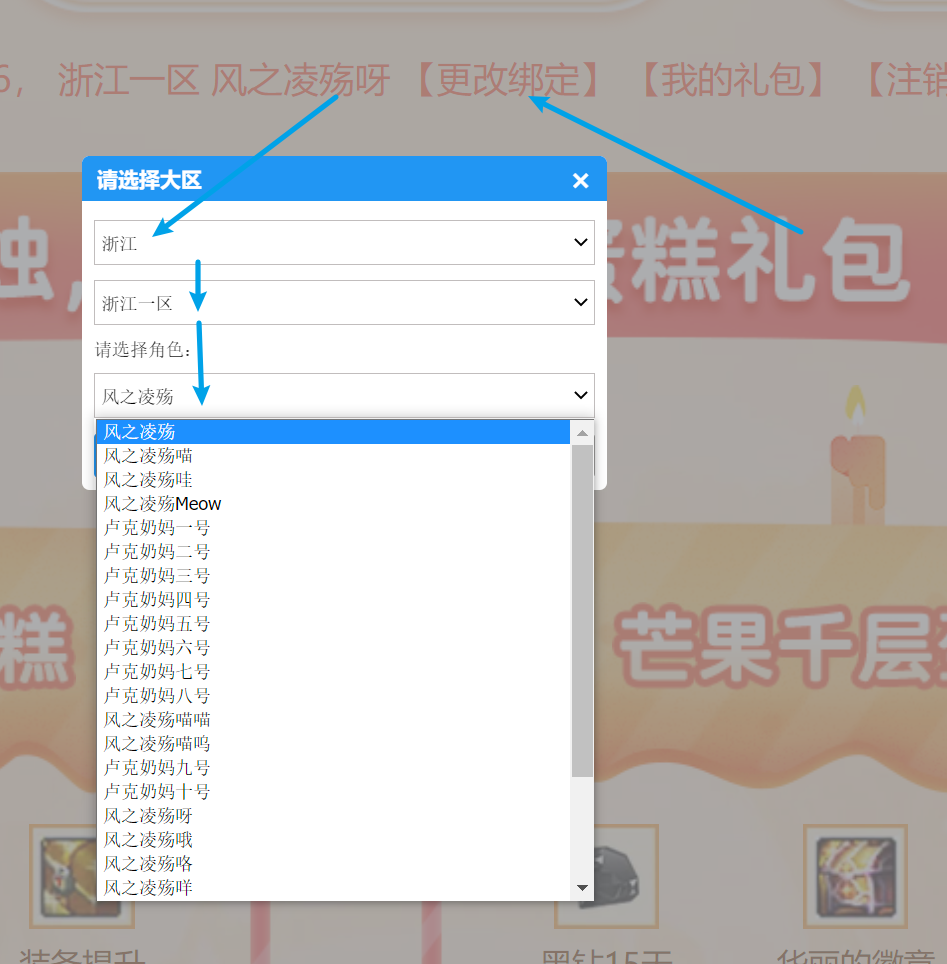 6， 浙江一区 风之凌殇呀 【更改绑定】 【我的礼包】 【注销
请选择大区
浙江
浙江一区
请选择角色：
风之凌殇
蛋糕礼包
风之凌殇
风之凌殇喵
风之凌殇哇
风之凌殇Meow
卢克奶妈一号
卢克奶妈二号
卢克奶妈三号
卢克奶妈四号
卢克奶妈五号
卢克奶妈六号
卢克奶妈七号
卢克奶妈八号
风之凌殇喵喵
风之凌殇喵呜
卢克奶妈九号
卢克奶妈十号
风之凌殇呀
风之凌殇哦
风之凌殇咯
风之凌殇咩
糕
芒果千层
装备提升
黑钻15天
华丽的徽章